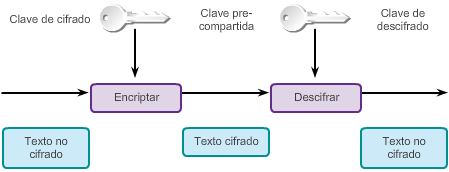 Clave de cifrado
Clave pre-
compartida
Clave de
descifrado
Encriptar
Descifrar
Texto no
cifrado
Texto cifrado
Texto no
cifrado